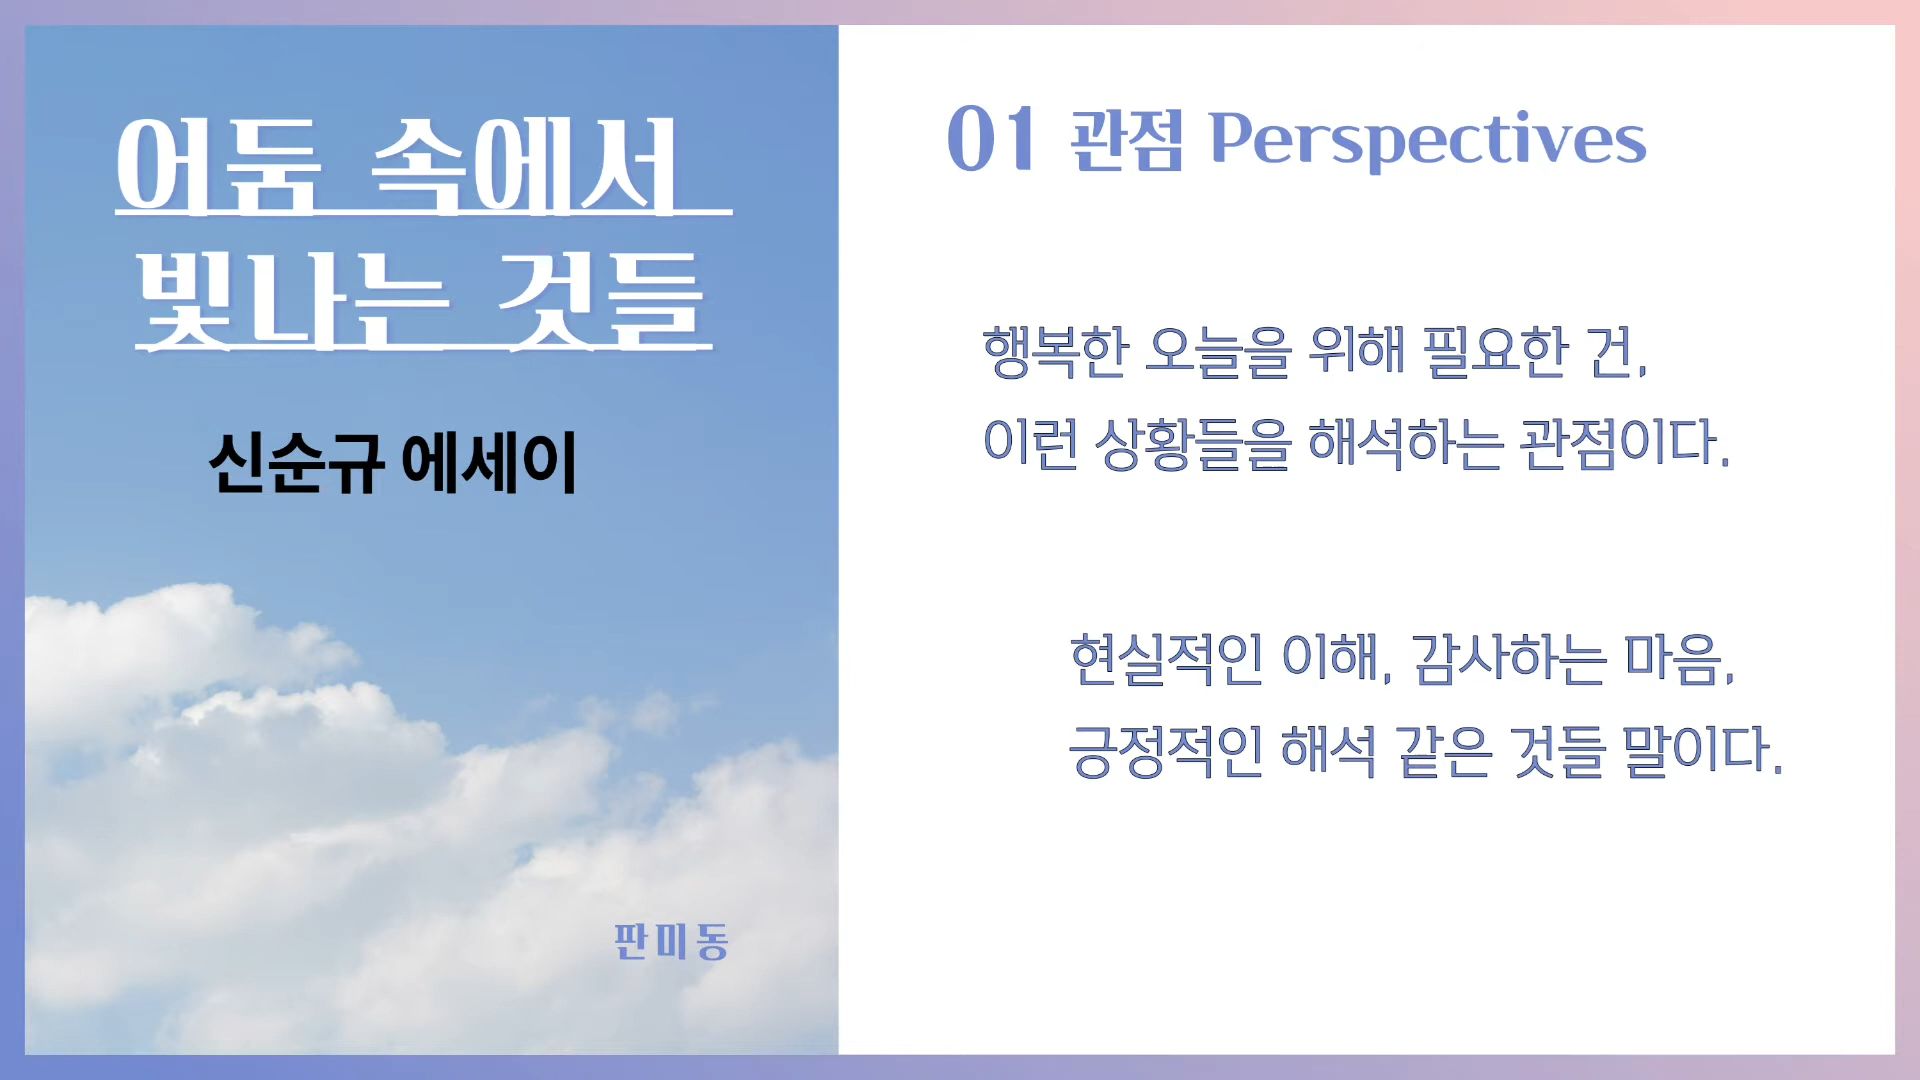 어둠 속에서
빛나는 것들
신순규 에세이
판미동
01 관점 Perspectives
행복한 오늘을 위해 필요한 건,
이런 상황들을 해석하는 관점이다.
현실적인 이해, 감사하는 마음,
긍정적인 해석 같은 것들 말이다.